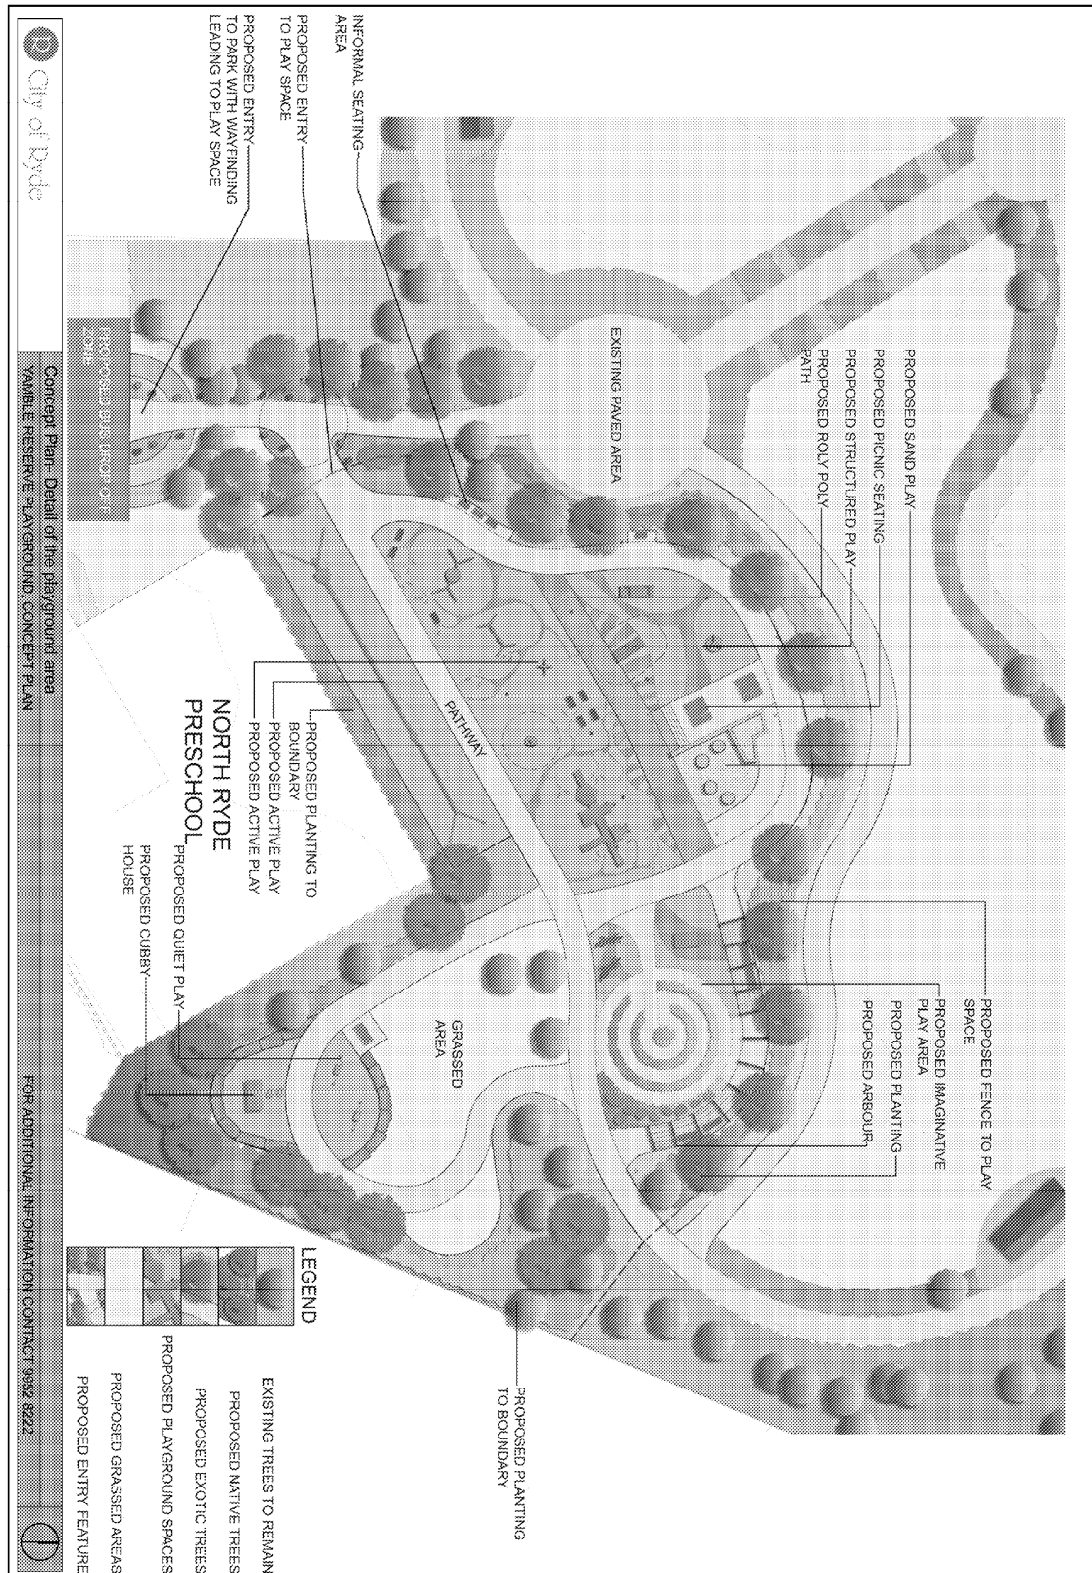 INFORMAL SEATING
AREA
PROPOSED ENTRY
TO PLAY SPACE
PROPOSED ENTRY
TO PARK WITH WAYFINDING
LEADING TO PLAY SPACE
PROPOSED BUS DROP OFF
ZONE
EXISTING PAVED AREA
PROPOSED SAND PLAY
PROPOSED PICNIC SEATING
PROPOSED STRUCTURED PLAY
PROPOSED ROLY POLY
PATH
PATHWAY
PROPOSED PLANTING TO
BOUNDARY
PROPOSED ACTIVE PLAY
PROPOSED ACTIVE PLAY
NORTH RYDE
PRESCHOOL
PROPOSED QUIET PLAY
PROPOSED CUBBY
HOUSE
GRASSED
AREA
PROPOSED FENCE TO PLAY
SPACE
PROPOSED IMAGINATIVE
PLAY AREA
PROPOSED PLANTING
PROPOSED ARBOUR
PROPOSED PLANTING
TO BOUNDARY
LEGEND
EXISTING TREES TO REMAIN
PROPOSED NATIVE TREES
PROPOSED EXOTIC TREES
PROPOSED PLAYGROUND SPACES
PROPOSED GRASSED AREAS
PROPOSED ENTRY FEATURE
City of Ryde
Concept Plan- Detail of the playground area
YAMBLE RESERVE PLAYGROUND, CONCEPT PLAN
FOR ADDITIONAL INFORMATION CONTACT 9952 8222